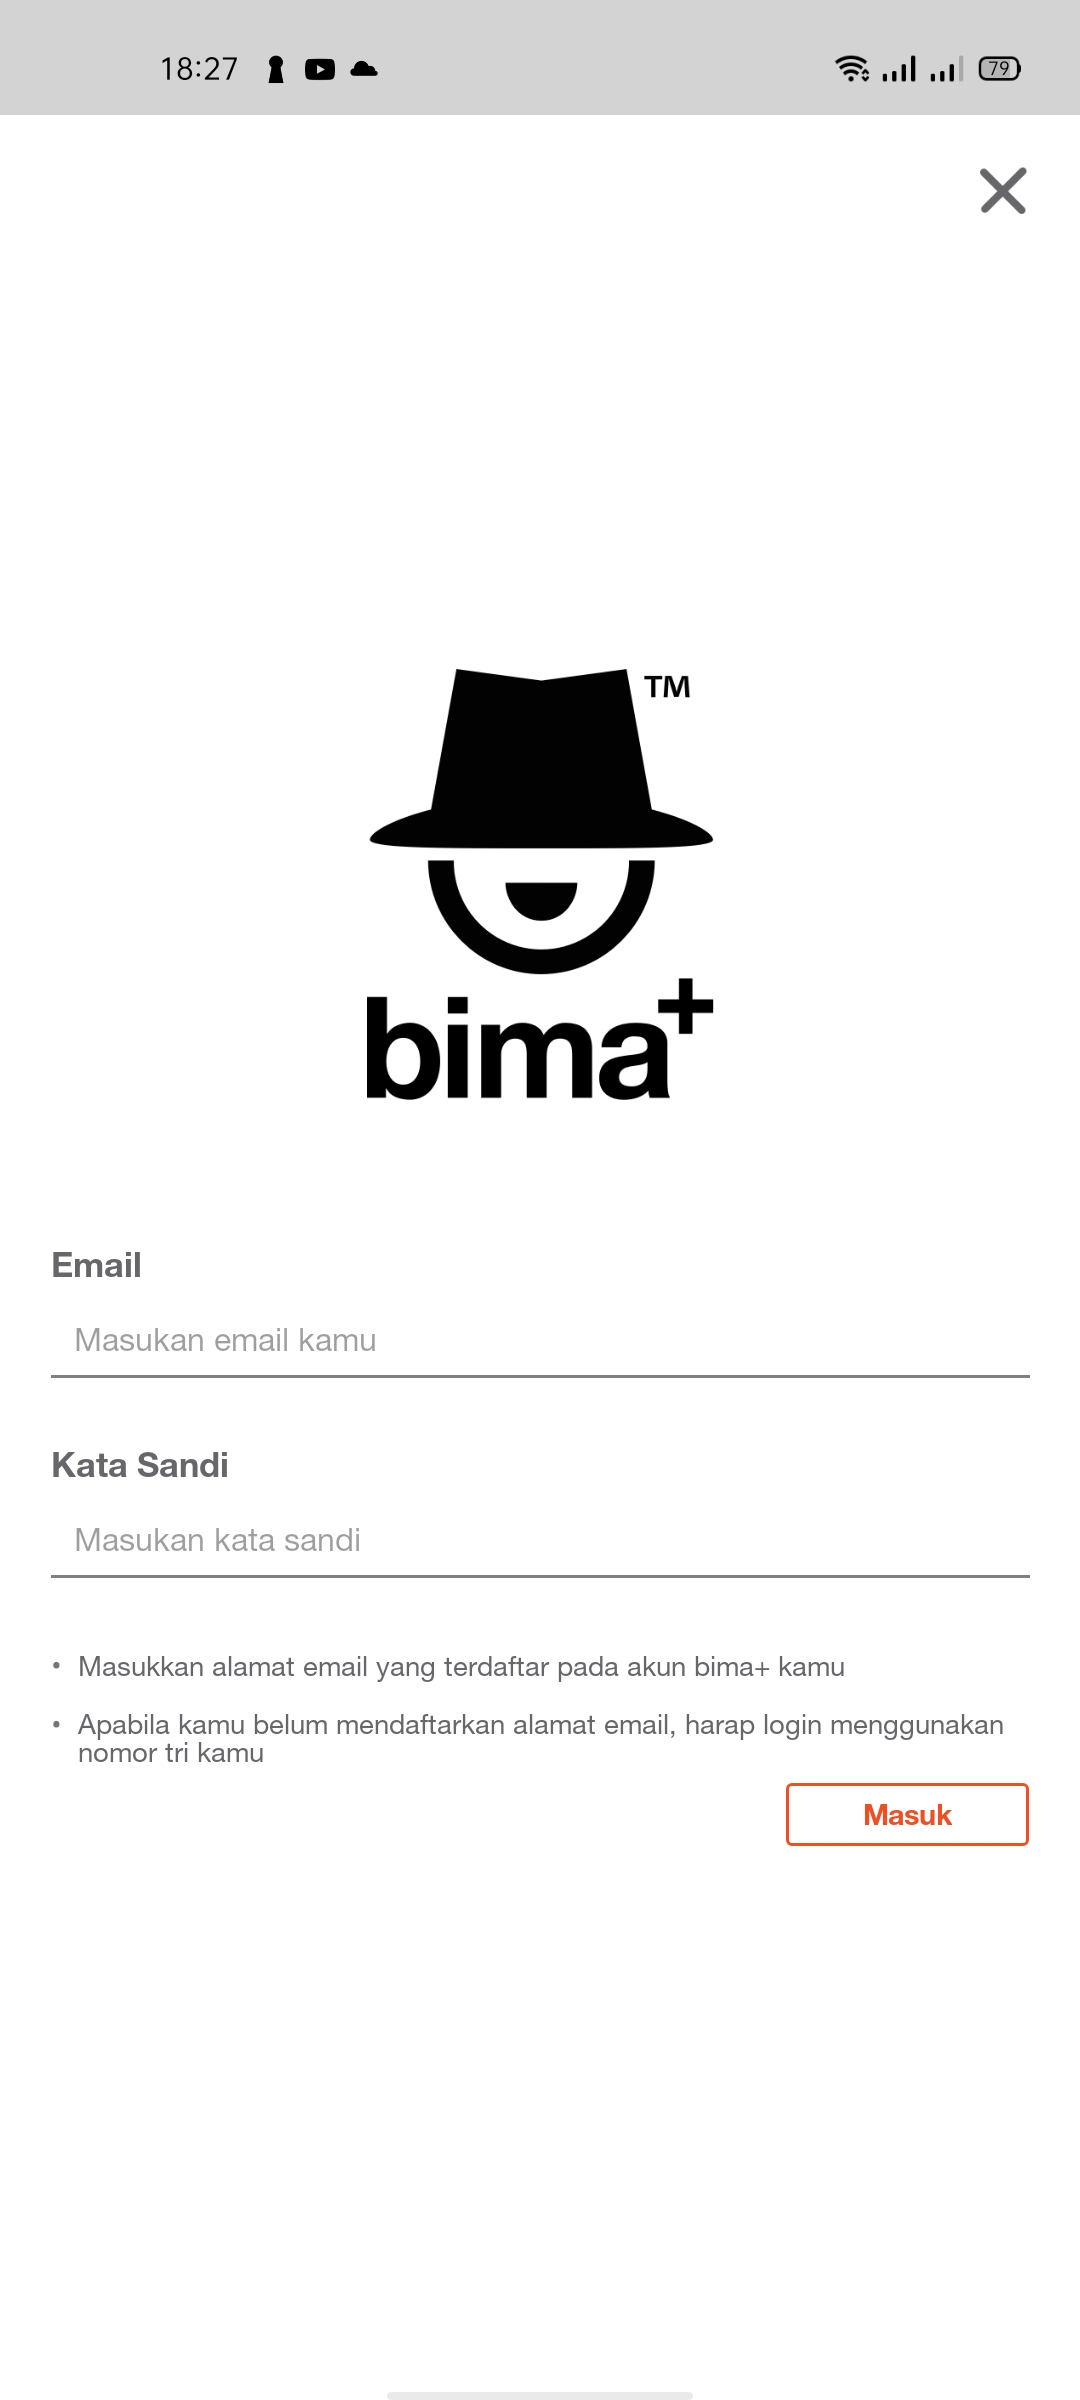 18:27
79
TM
bima+
Email
Masukan email kamu
Kata Sandi
Masukan kata sandi
• Masukkan alamat email yang terdaftar pada akun bima+ kamu
• Apabila kamu belum mendaftarkan alamat email, harap login menggunakan
nomor tri kamu
Masuk